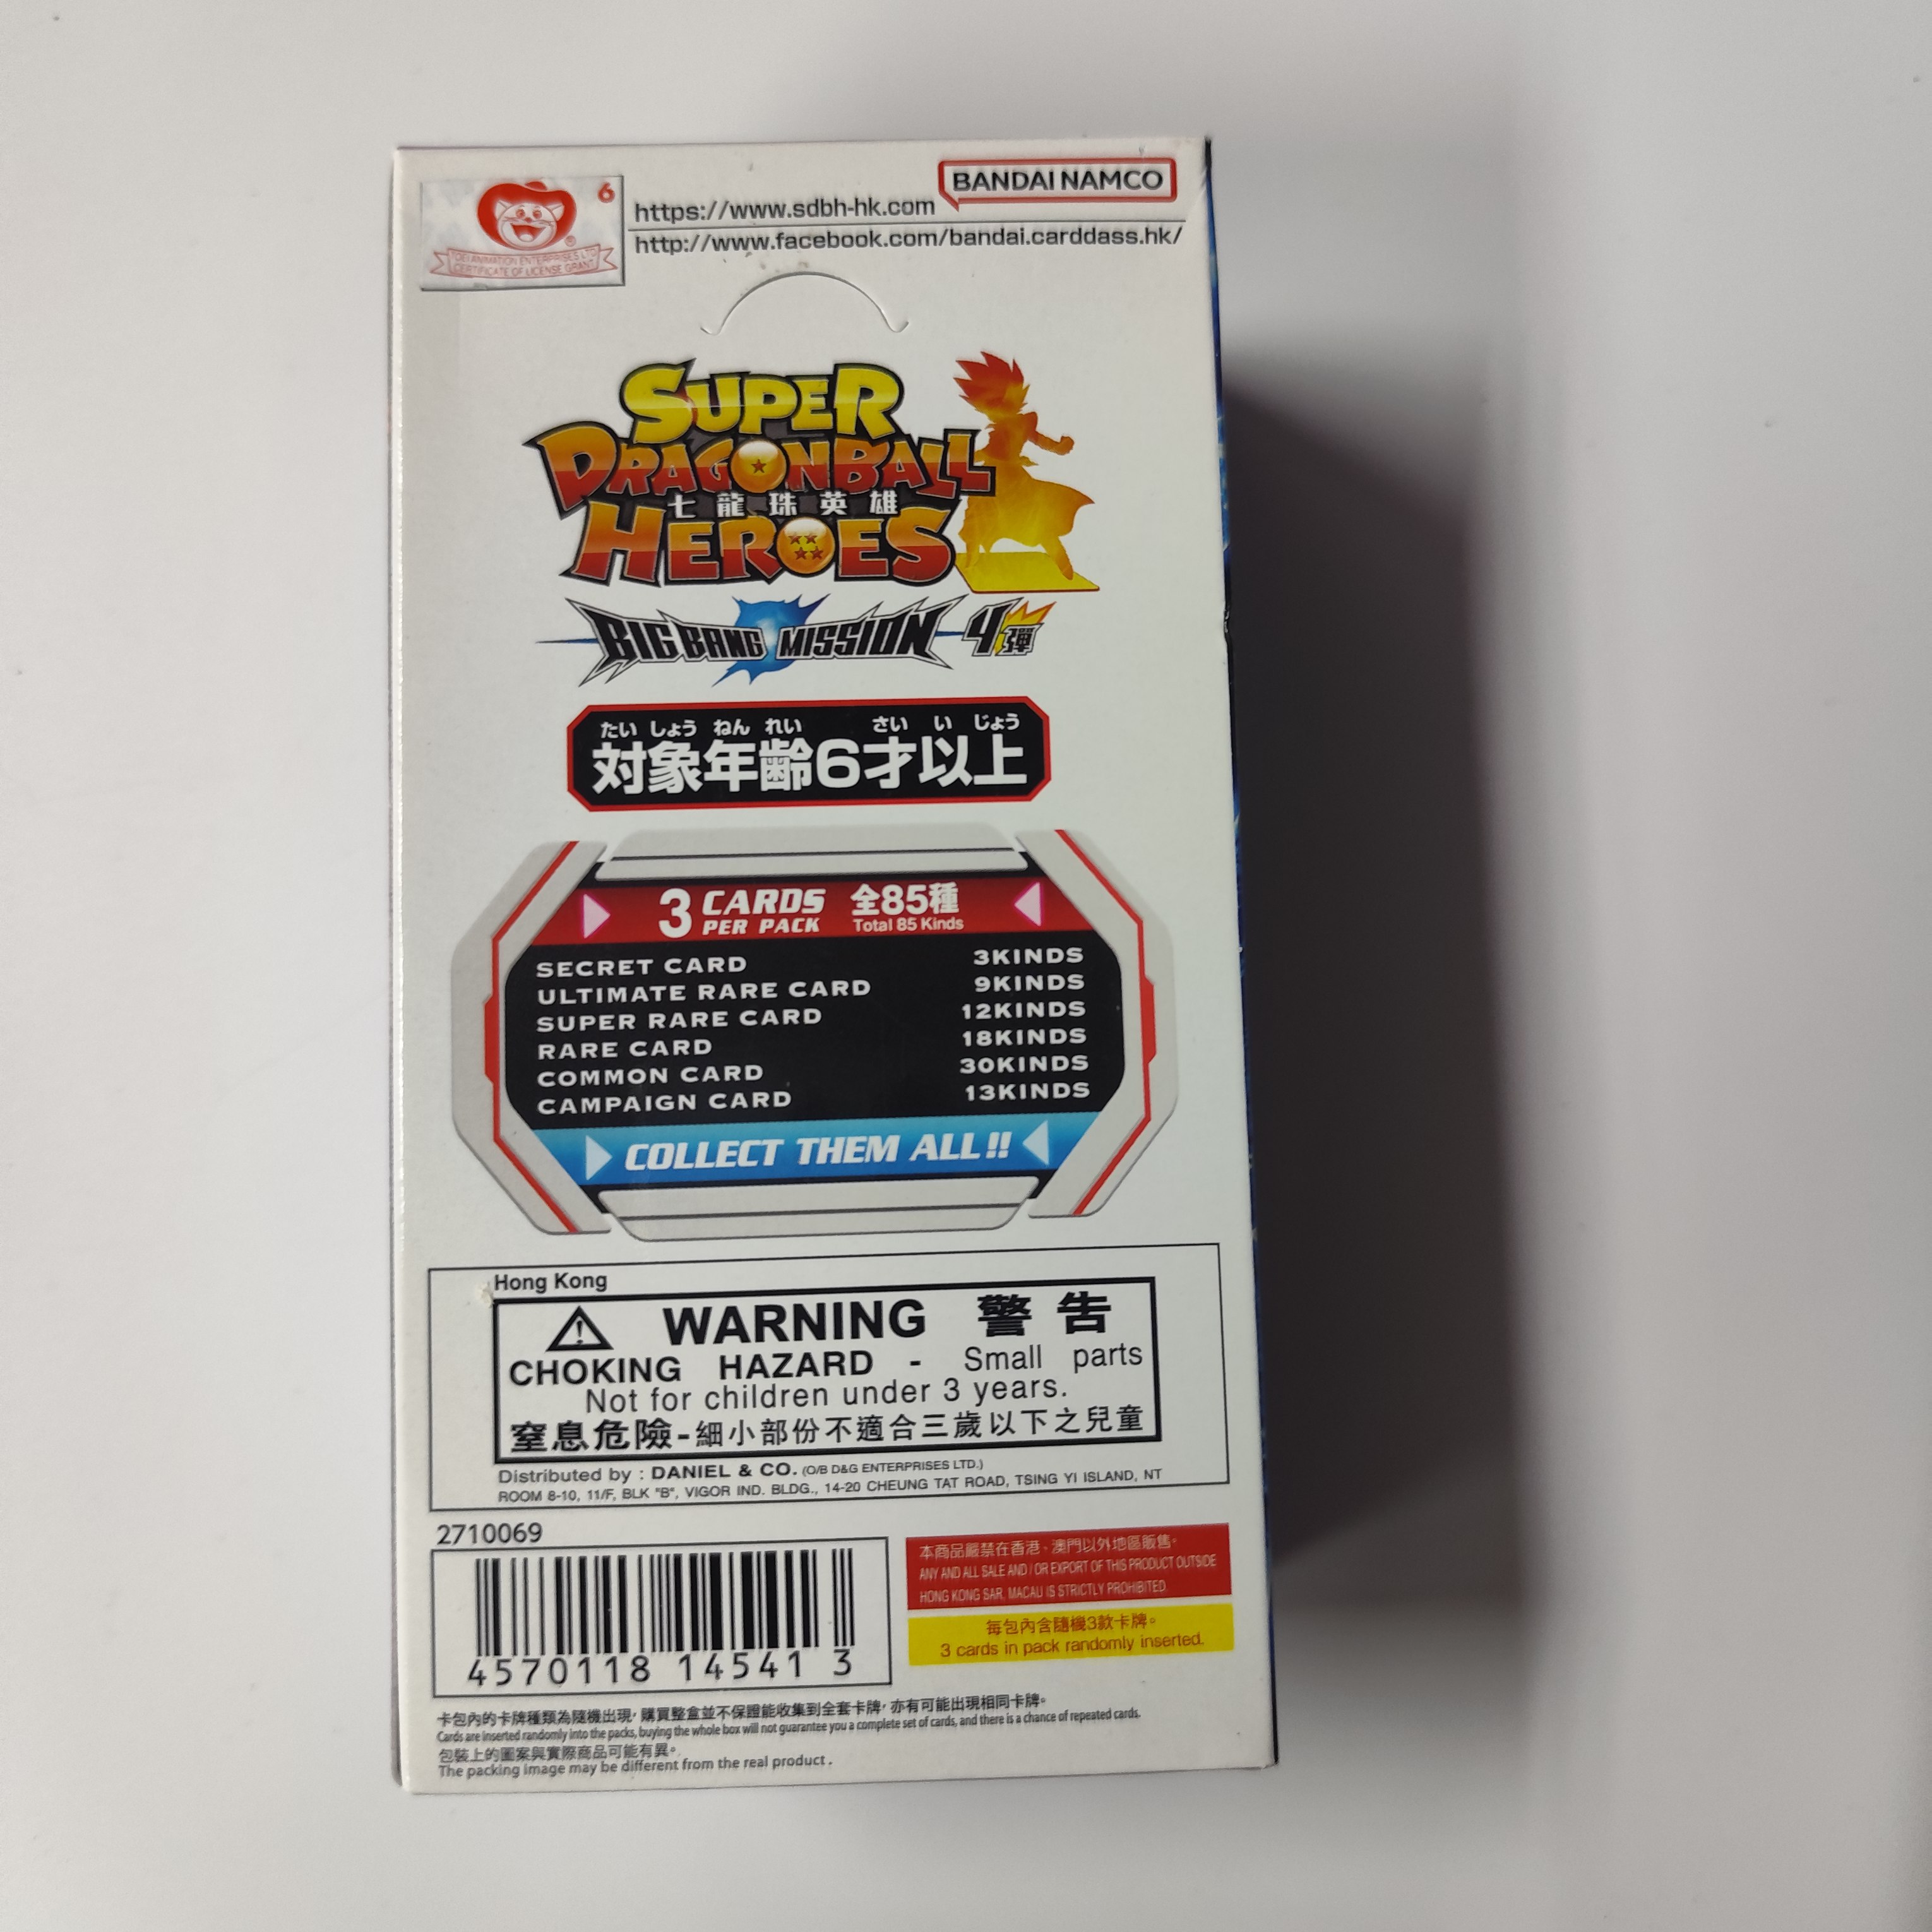 6
TOEI ANIMATION ENTERPRISES LTD.
CERTIFICATE OF LICENSE GRANT
BANDAI NAMCO
https://www.sdbh-hk.com
http://www.facebook.com/bandai.carddass.hk/
SUPER
DRAGONBALL
七龍珠英雄
HEROES
BIG BANG MISSION 4弾
たいしょうねんれい さいいじょう
対象年齢6才以上
3 CARDS PER PACK 全85種
Total 85 Kinds
SECRET CARD 3KINDS
ULTIMATE RARE CARD 9KINDS
SUPER RARE CARD 12KINDS
RARE CARD 18KINDS
COMMON CARD 30KINDS
CAMPAIGN CARD 13KINDS
COLLECT THEM ALL!!
Hong Kong
WARNING 警告
CHOKING HAZARD - Small parts
Not for children under 3 years.
窒息危險-細小部份不適合三歲以下之兒童
Distributed by : DANIEL & CO. (O/B D&G ENTERPRISES LTD.)
ROOM 8-10, 11/F, BLK "B", VIGOR IND. BLDG., 14-20 CHEUNG TAT ROAD, TSING YI ISLAND, NT
2710069
4570118 14541 3
本商品嚴禁在香港、澳門以外地區販售。
ANY AND ALL SALE AND / OR EXPORT OF THIS PRODUCT OUTSIDE
HONG KONG SAR, MACAU IS STRICTLY PROHIBITED.
每包內含隨機3款卡牌。
3 cards in pack randomly inserted.
卡包內的卡牌種類為隨機出現，購買整盒並不保證能收集到全套卡牌，亦有可能出現相同卡牌。
Cards are inserted randomly into the packs, buying the whole box will not guarantee you a complete set of cards, and there is a chance of repeated cards.
包裝上的圖案與實際商品可能有異。
The packing image may be different from the real product.